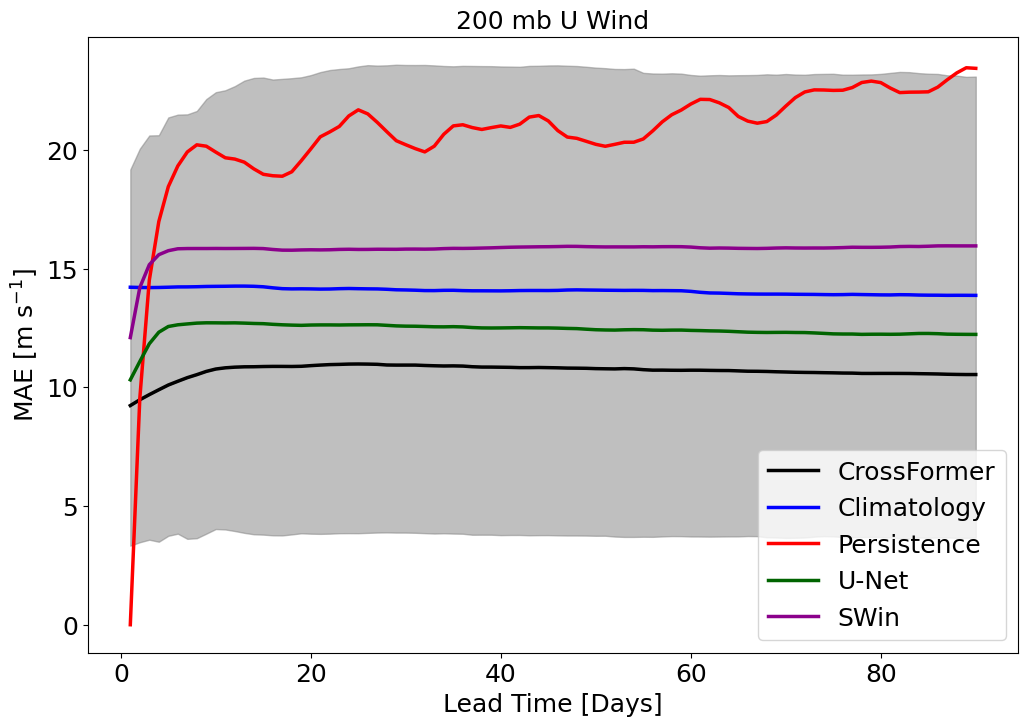 200 mb U Wind
MAE [m s⁻¹]
20
15
10
5
0
0 20 40 60 80
Lead Time [Days]
CrossFormer
Climatology
Persistence
U-Net
SWin